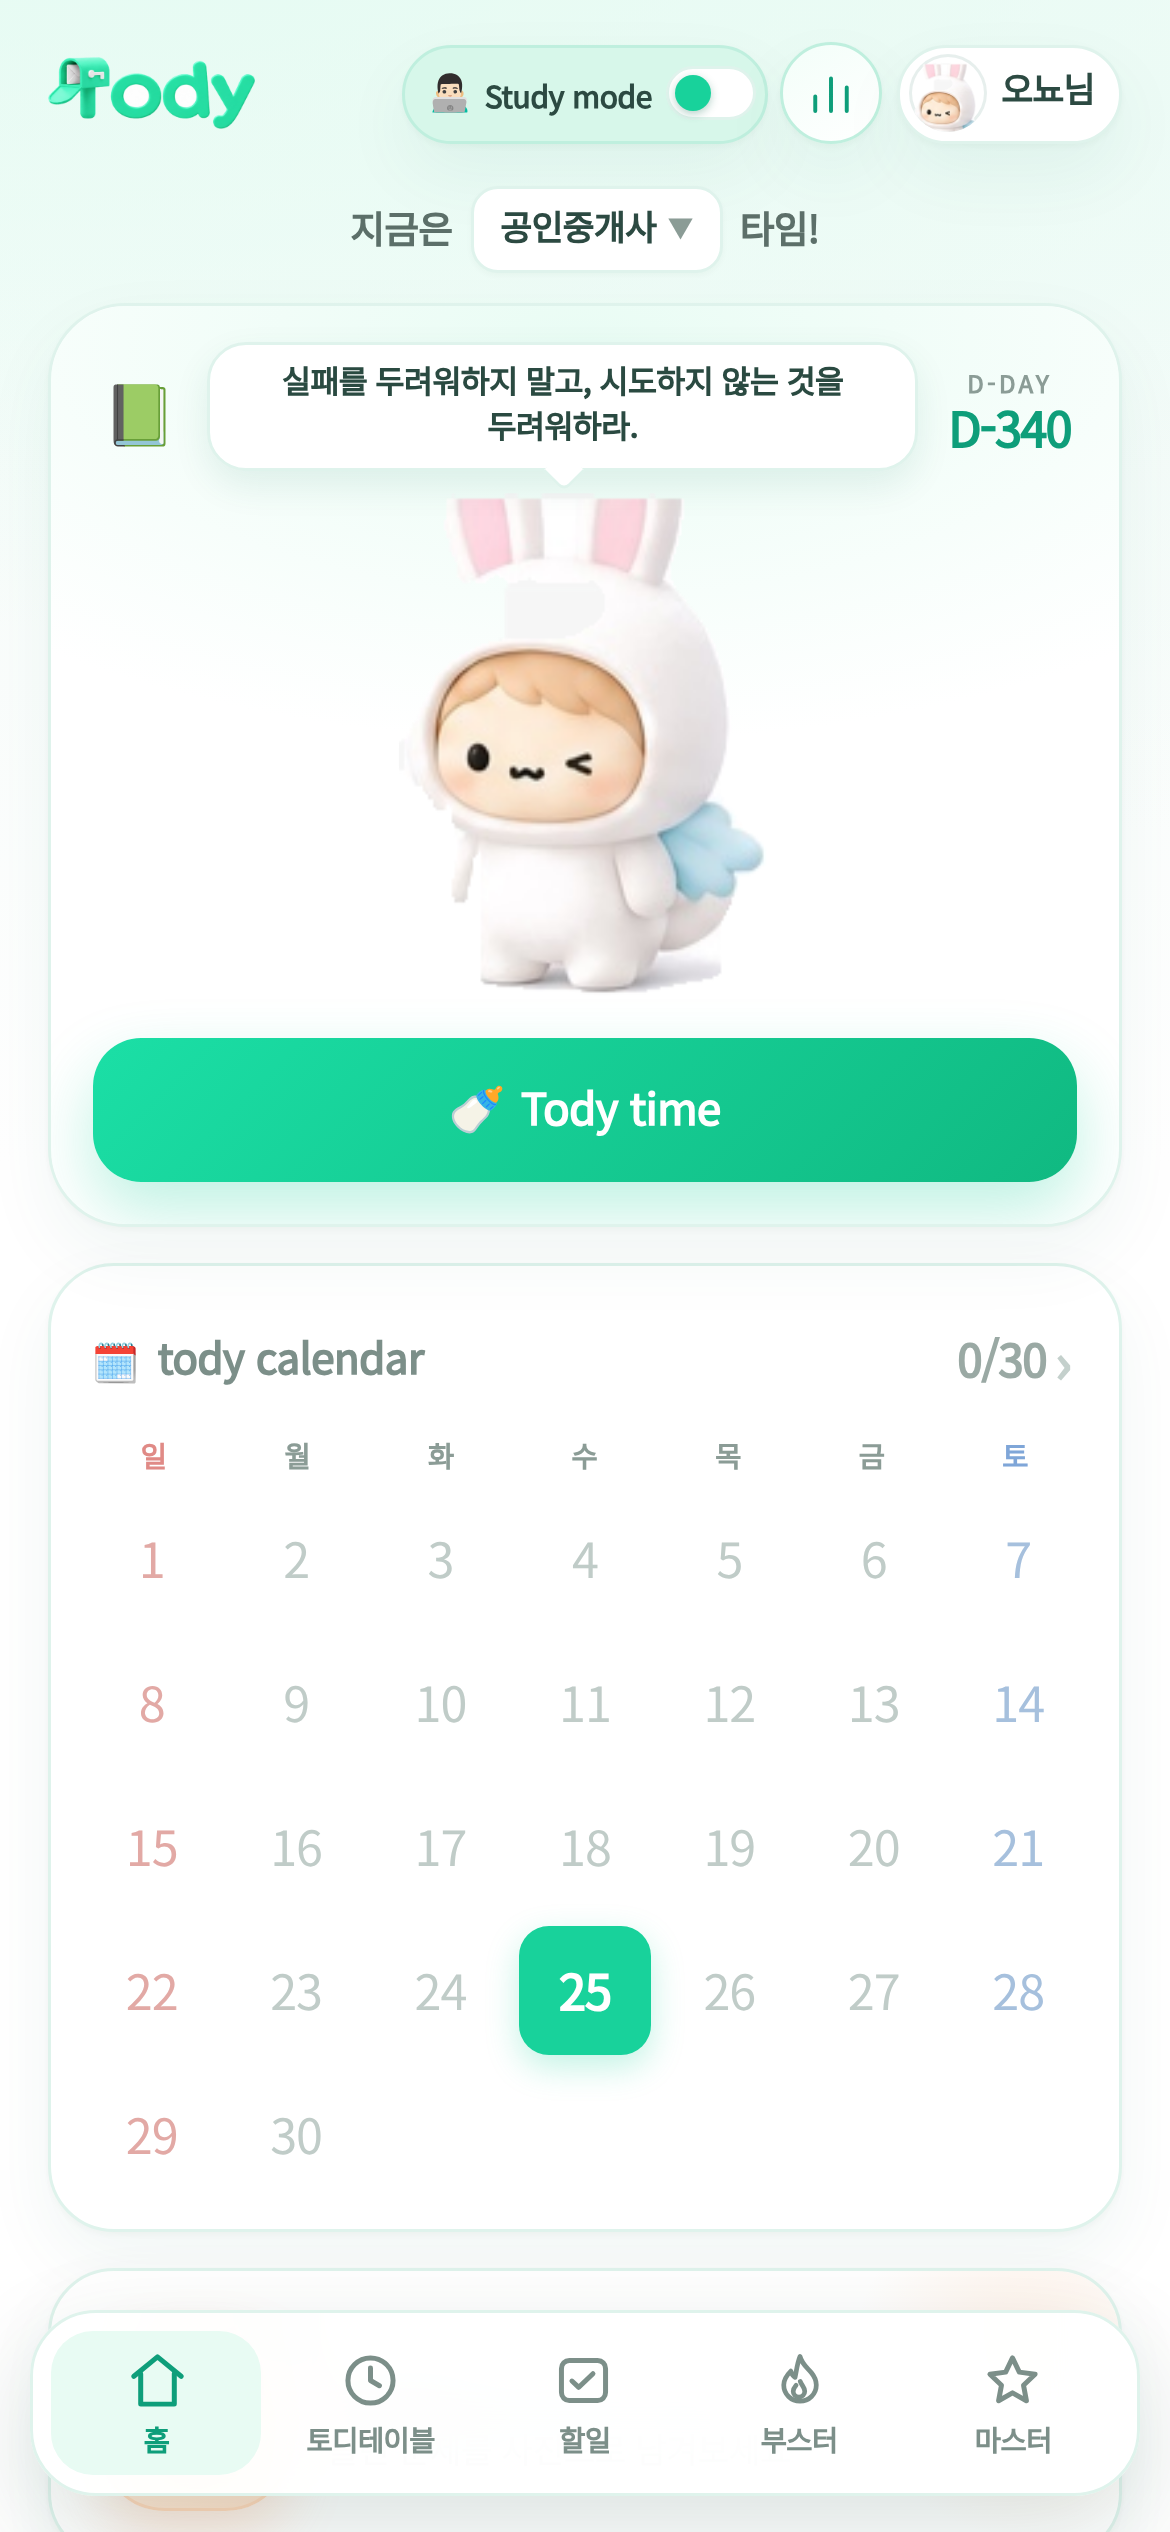 Tody
Study mode
오뇨님
지금은 공인중개사 ▼ 타임!
실패를 두려워하지 말고, 시도하지 않는 것을
두려워하라.
D-DAY
D-340
Tody time
tody calendar 0/30 ›
일 월 화 수 목 금 토
1 2 3 4 5 6 7
8 9 10 11 12 13 14
15 16 17 18 19 20 21
22 23 24 25 26 27 28
29 30
홈 토디테이블 할일 부스터 마스터